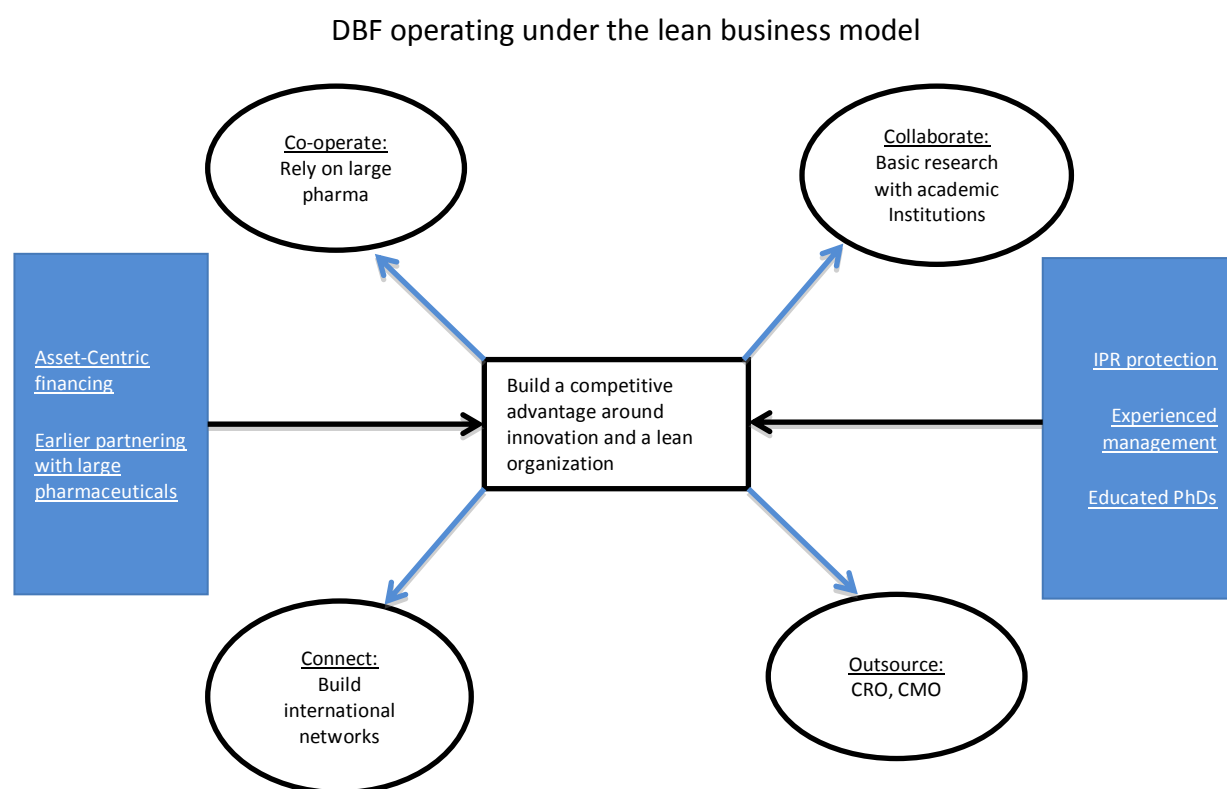 DBF operating under the lean business model
Co-operate:
Rely on large
pharma
Collaborate:
Basic research
with academic
Institutions
Asset-Centric
financing
Earlier partnering
with large
pharmaceuticals
Build a competitive
advantage around
innovation and a lean
organization
IPR protection
Experienced
management
Educated PhDs
Connect:
Build
international
networks
Outsource:
CRO, CMO